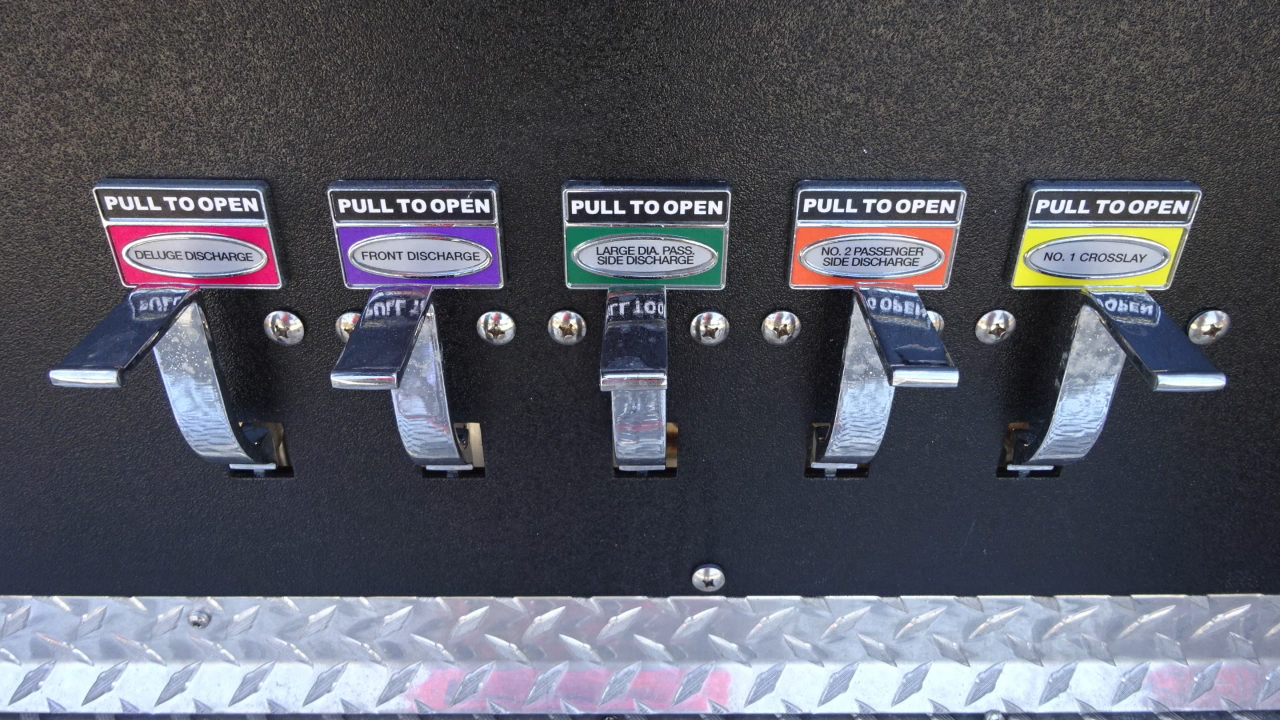 PULL TO OPEN
DELUGE DISCHARGE
PULL TO OPEN
FRONT DISCHARGE
PULL TO OPEN
LARGE DIA. PASS.
SIDE DISCHARGE
PULL TO OPEN
NO. 2 PASSENGER
SIDE DISCHARGE
PULL TO OPEN
NO. 1 CROSSLAY